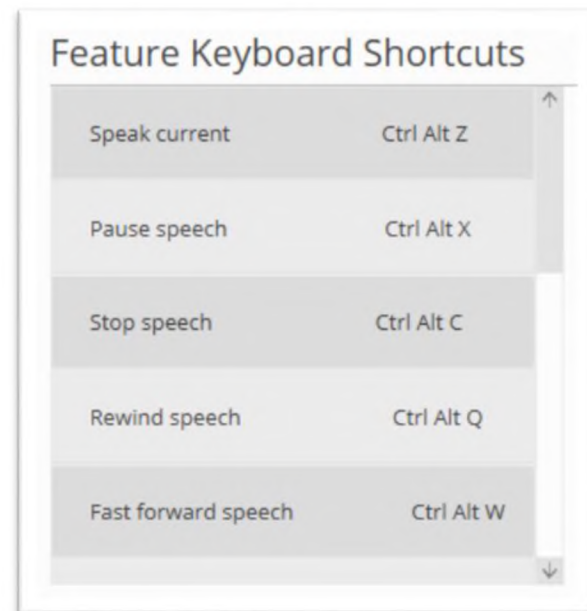 Feature Keyboard Shortcuts
Speak current Ctrl Alt Z
Pause speech Ctrl Alt X
Stop speech Ctrl Alt C
Rewind speech Ctrl Alt Q
Fast forward speech Ctrl Alt W